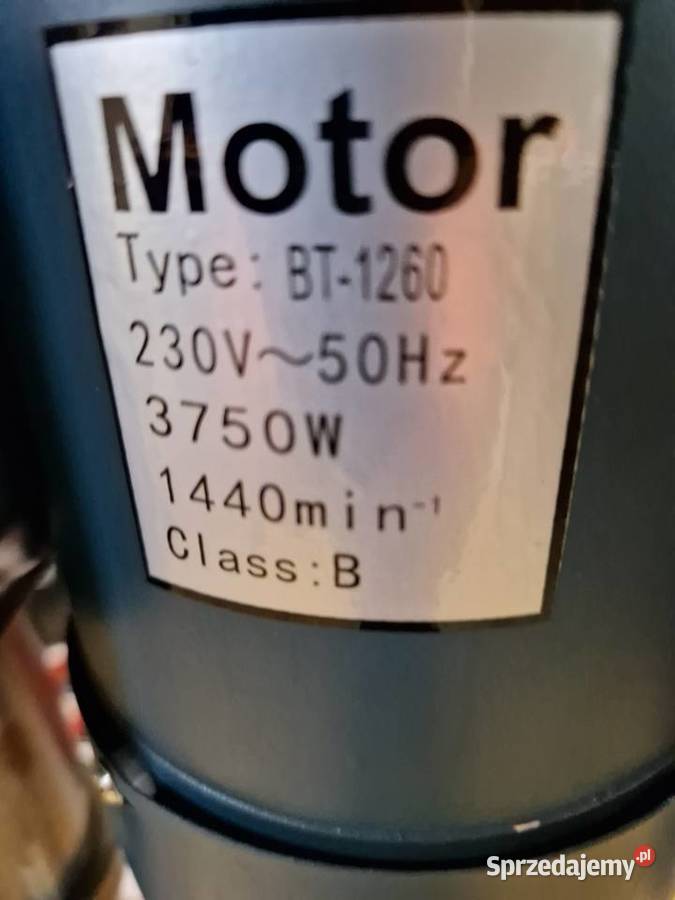 Motor
Type: BT-1260
230V～50Hz
3750W
1440min⁻¹
Class:B
Sprzedajemy.pl